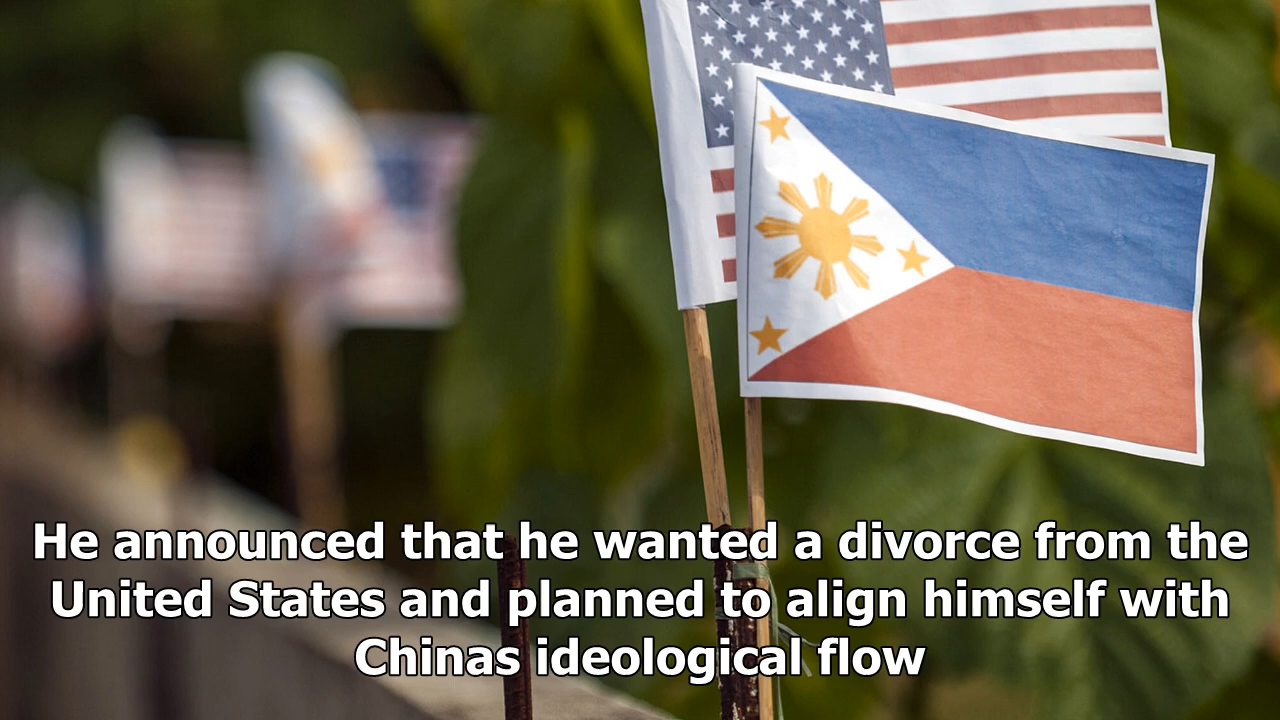 He announced that he wanted a divorce from the
United States and planned to align himself with
Chinas ideological flow